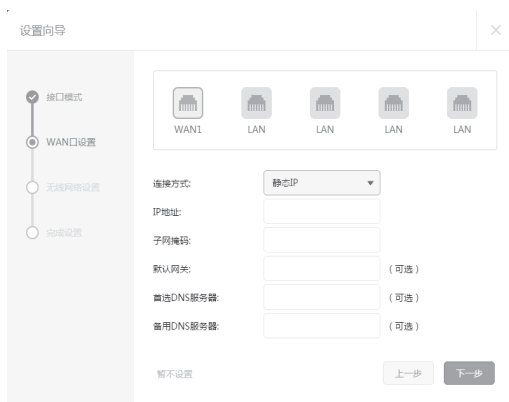 设置向导
接口模式
WAN口设置
无线网络设置
完成设置
WAN1 LAN LAN LAN LAN
连接方式: 静态IP
IP地址:
子网掩码:
默认网关: (可选)
首选DNS服务器: (可选)
备用DNS服务器: (可选)
暂不设置 上一步 下一步